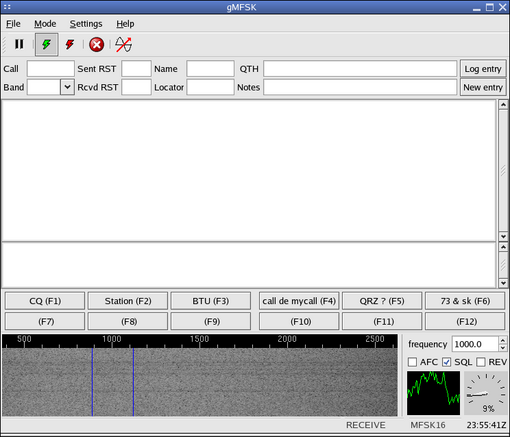 gMFSK
File Mode Settings Help
Call Sent RST Name QTH Log entry
Band Rcvd RST Locator Notes New entry
CQ (F1) Station (F2) BTU (F3) call de mycall (F4) QRZ ? (F5) 73 & sk (F6)
(F7) (F8) (F9) (F10) (F11) (F12)
500 1000 1500 2000 2500
frequency 1000.0
AFC SQL REV
9%
RECEIVE MFSK16 23:55:41Z